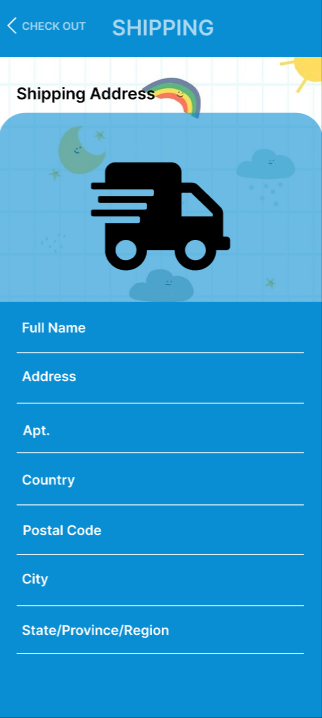 CHECK OUT SHIPPING
Shipping Address
Full Name
Address
Apt.
Country
Postal Code
City
State/Province/Region